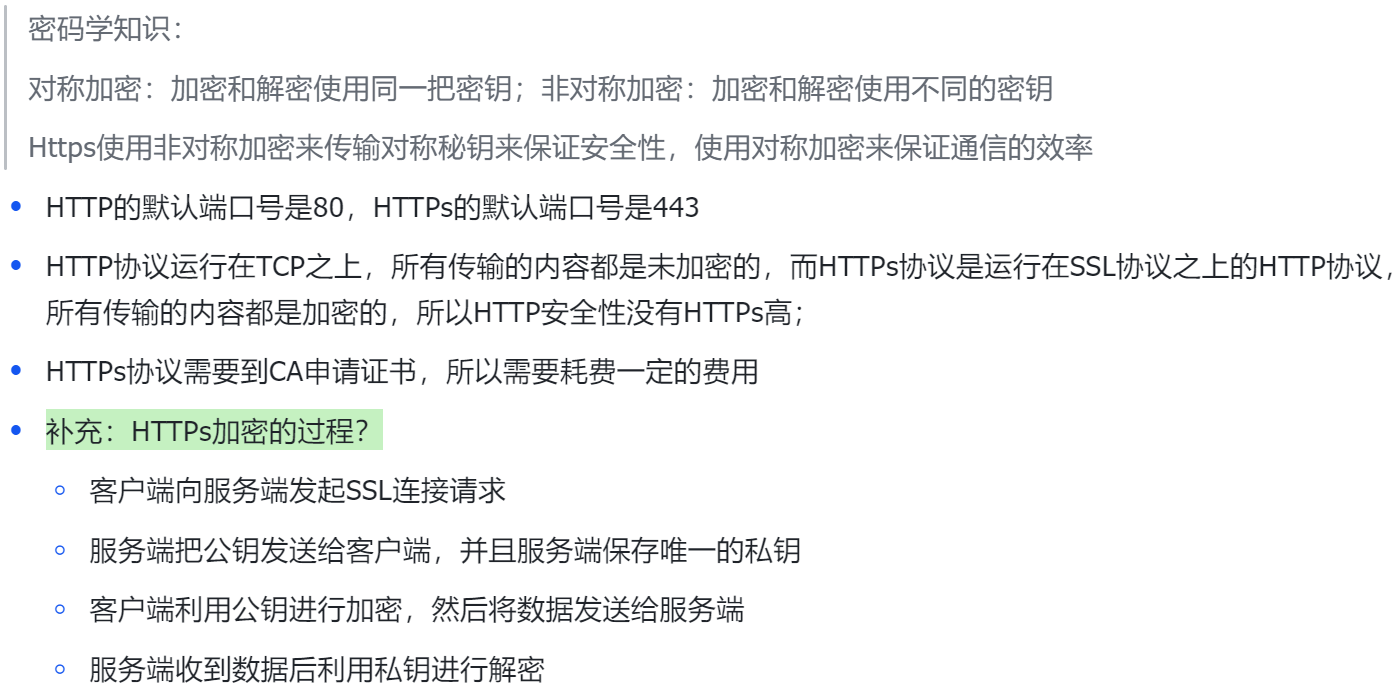 密码学知识：
对称加密：加密和解密使用同一把密钥；非对称加密：加密和解密使用不同的密钥
Https使用非对称加密来传输对称秘钥来保证安全性，使用对称加密来保证通信的效率
HTTP的默认端口号是80，HTTPs的默认端口号是443
HTTP协议运行在TCP之上，所有传输的内容都是未加密的，而HTTPs协议是运行在SSL协议之上的HTTP协议，
所有传输的内容都是加密的，所以HTTP安全性没有HTTPs高；
HTTPs协议需要到CA申请证书，所以需要耗费一定的费用
补充：HTTPs加密的过程？
客户端向服务端发起SSL连接请求
服务端把公钥发送给客户端，并且服务端保存唯一的私钥
客户端利用公钥进行加密，然后将数据发送给服务端
服务端收到数据后利用私钥进行解密